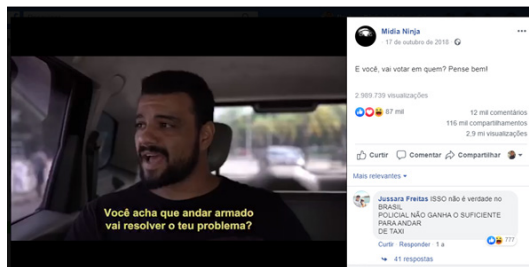 Mídia Ninja
17 de outubro de 2018
E você, vai votar em quem? Pense bem!
2.989.739 visualizações
87 mil
12 mil comentários
116 mil compartilhamentos
2,9 mi visualizações
Curtir Comentar Compartilhar
Mais relevantes
Jussara Freitas ISSO não é verdade no
BRASIL
POLICIAL NÃO GANHA O SUFICIENTE
PARA ANDAR
DE TAXI
777
Curtir Responder 1 a
41 respostas
Você acha que andar armado
vai resolver o teu problema?